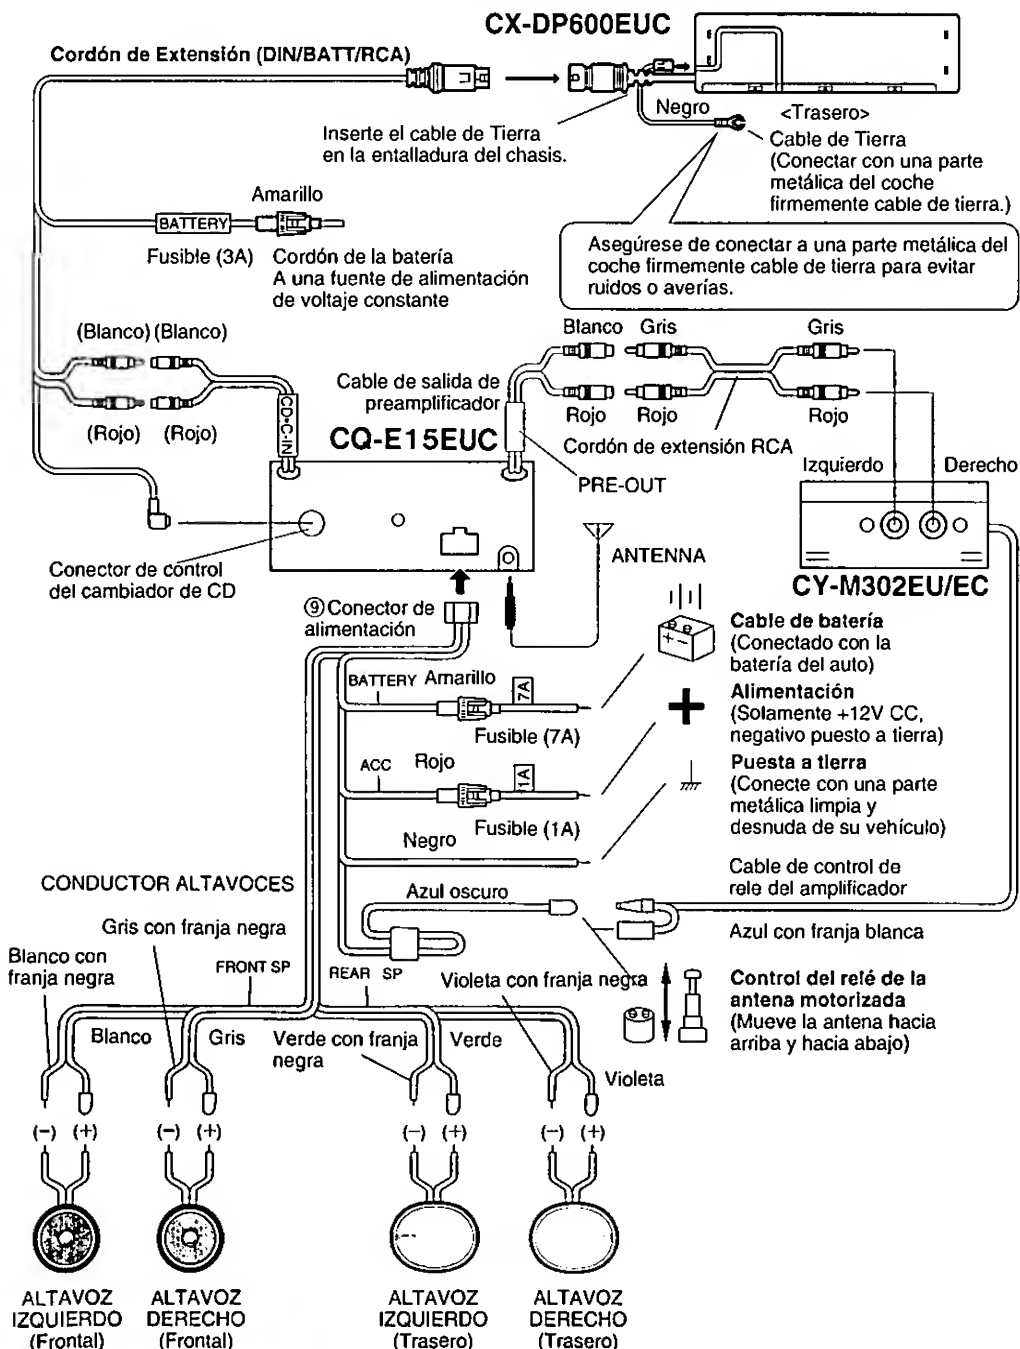 CX-DP600EUC
Cordón de Extensión (DIN/BATT/RCA)
Negro
<Trasero>
Inserte el cable de Tierra
en la entalladura del chasis.
Cable de Tierra
(Conectar con una parte
metálica del coche
firmemente cable de tierra.)
Amarillo
BATTERY
Fusible (3A)
Cordón de la batería
A una fuente de alimentación
de voltaje constante
Asegúrese de conectar a una parte metálica del
coche firmemente cable de tierra para evitar
ruidos o averías.
(Blanco) (Blanco)
(Rojo) (Rojo)
CD•C-IN
Cable de salida de
preamplificador
Blanco Gris Gris
Rojo Rojo Rojo
CQ-E15EUC
Cordón de extensión RCA
PRE-OUT
Izquierdo Derecho
ANTENNA
CY-M302EU/EC
Conector de control
del cambiador de CD
⑨ Conector de
alimentación
+ −
Cable de batería
(Conectado con la
batería del auto)
BATTERY Amarillo
7A
Fusible (7A)
Alimentación
(Solamente +12V CC,
negativo puesto a tierra)
ACC Rojo
1A
Fusible (1A)
Puesta a tierra
(Conecte con una parte
metálica limpia y
desnuda de su vehículo)
Negro
Cable de control de
rele del amplificador
Azul oscuro
Azul con franja blanca
CONDUCTOR ALTAVOCES
Gris con franja negra
Blanco con
franja negra
FRONT SP
REAR SP
Violeta con franja negra
Control del relé de la
antena motorizada
(Mueve la antena hacia
arriba y hacia abajo)
Blanco
Gris
Verde con franja
negra
Verde
Violeta
(−) (+) (−) (+) (−) (+) (−) (+)
ALTAVOZ
IZQUIERDO
(Frontal)
ALTAVOZ
DERECHO
(Frontal)
ALTAVOZ
IZQUIERDO
(Trasero)
ALTAVOZ
DERECHO
(Trasero)